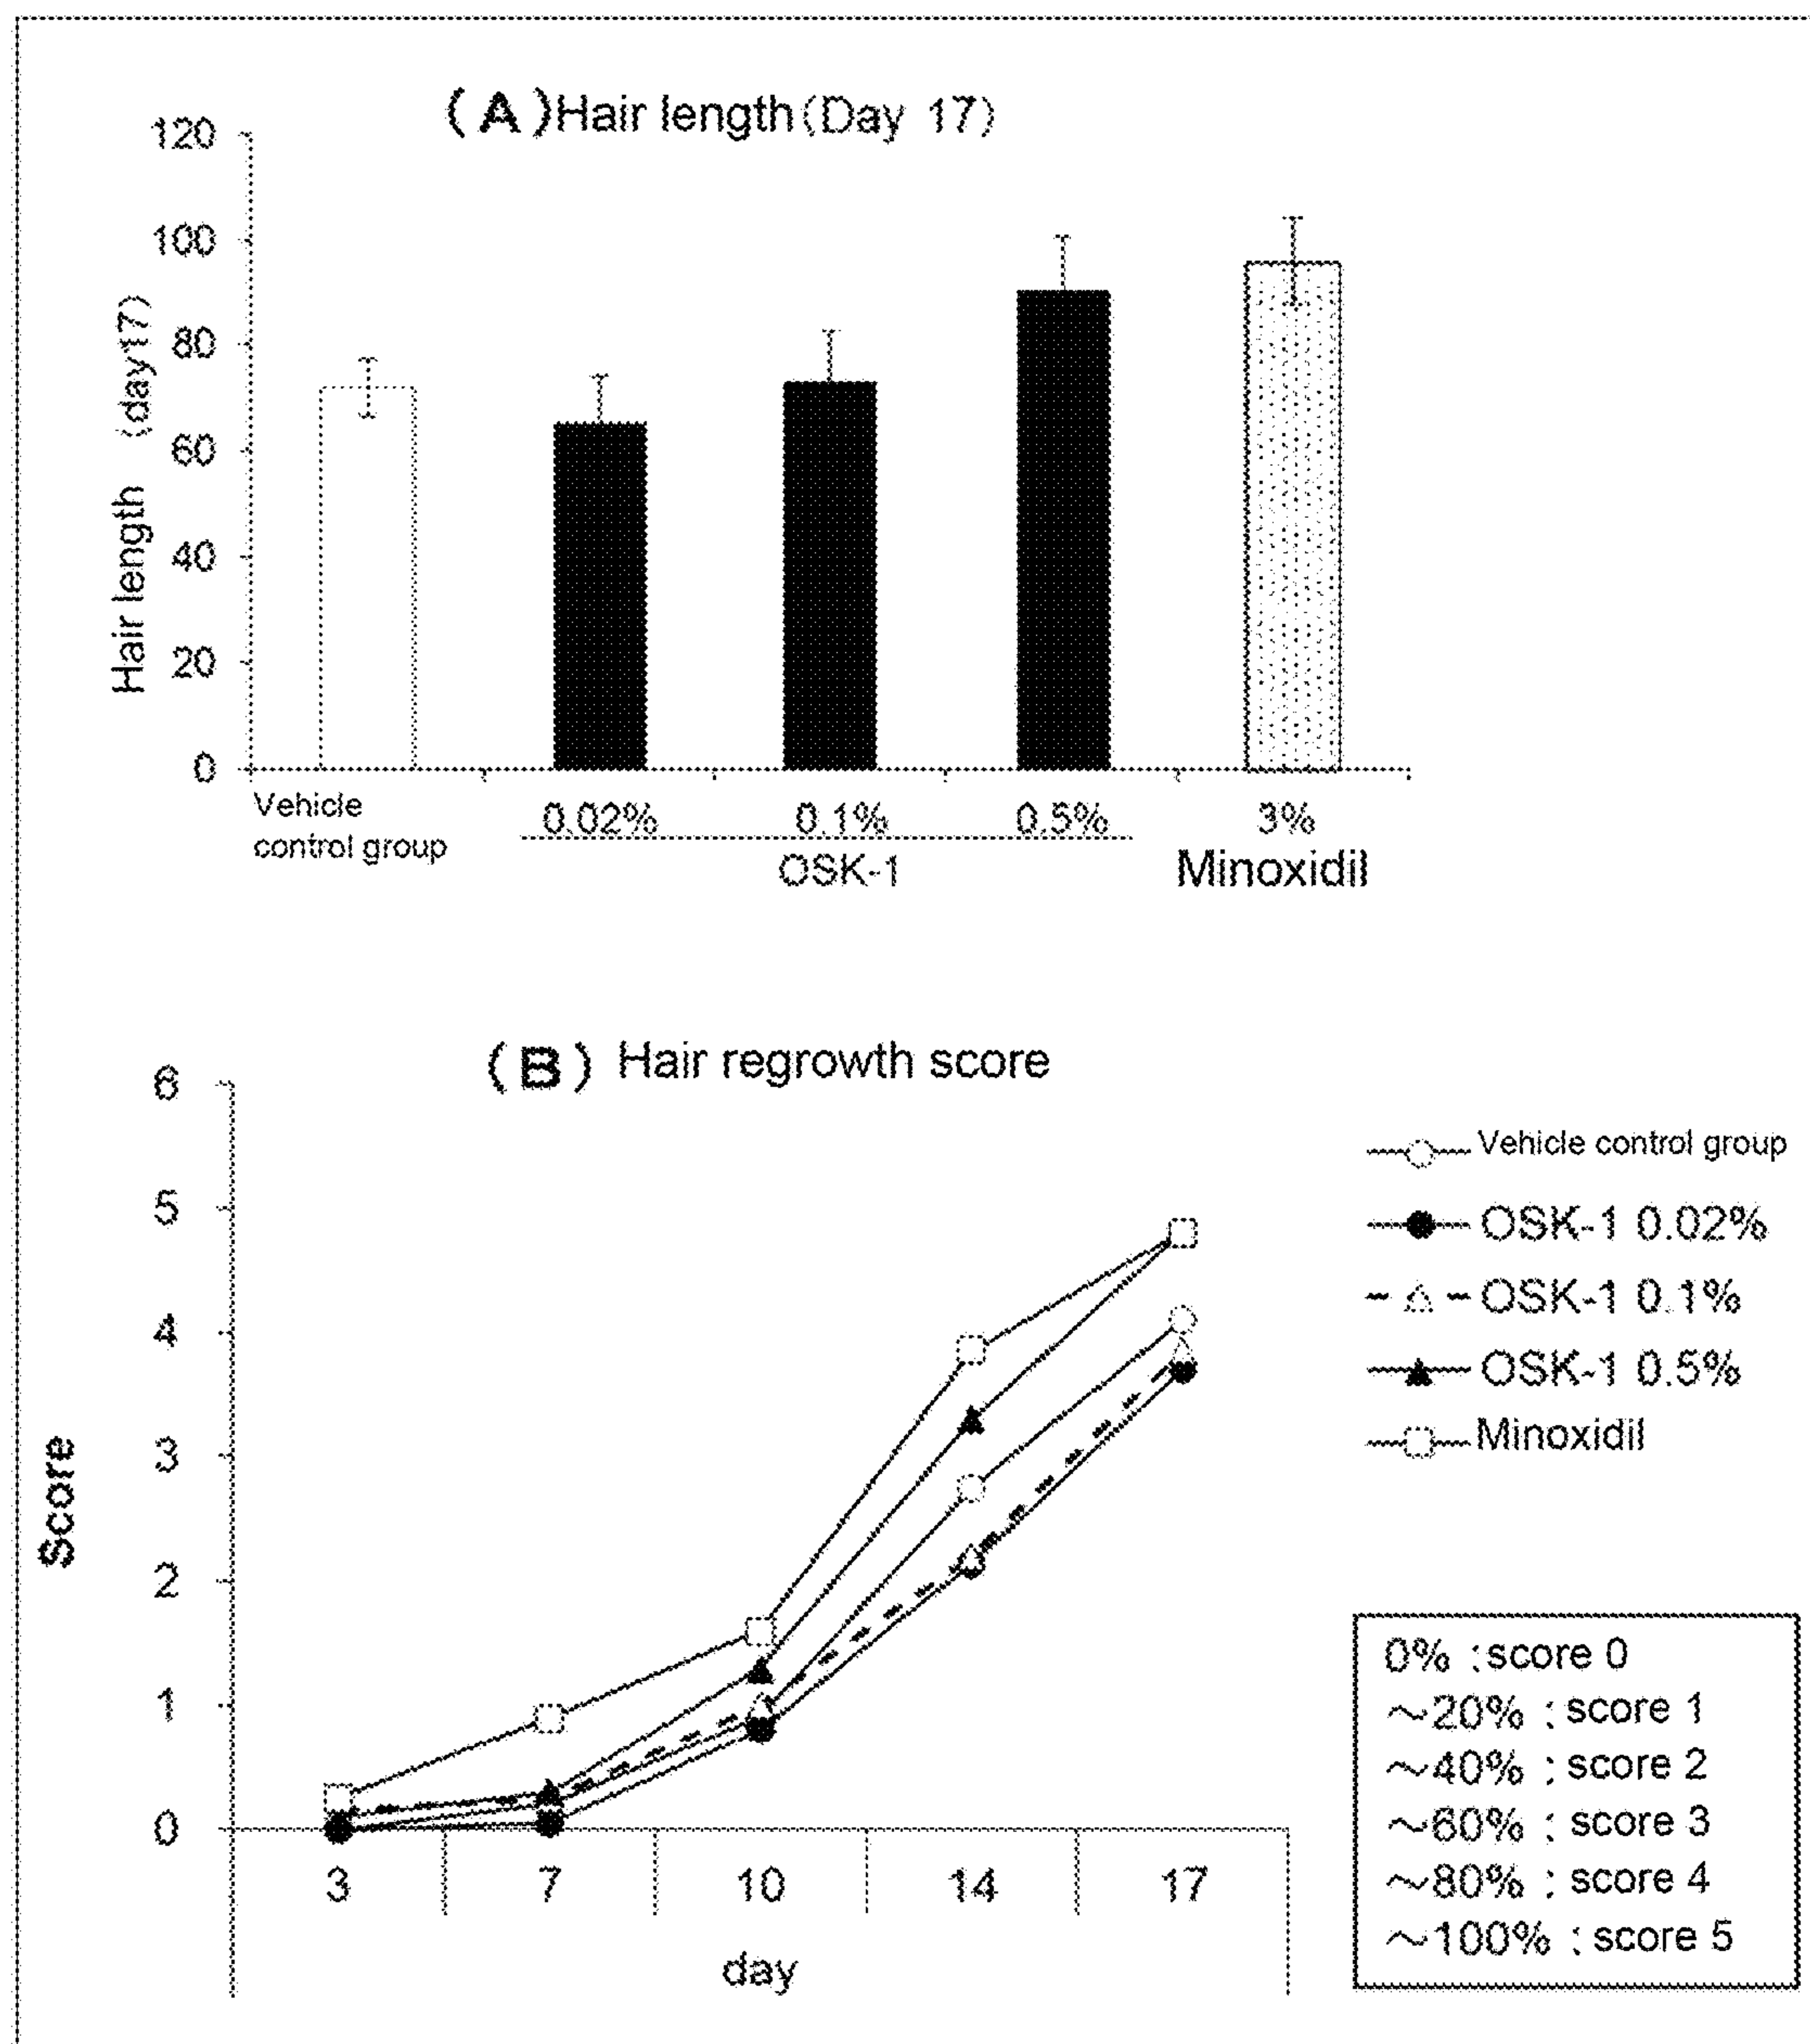 (A)Hair length(Day 17)
120
100
80
60
40
20
0
Hair length (day17)
Vehicle
control group
0.02%
0.1%
0.5%
3%
OSK-1
Minoxidil
(B) Hair regrowth score
6
5
4
3
2
1
0
Score
3
7
10
14
17
day
Vehicle control group
OSK-1 0.02%
OSK-1 0.1%
OSK-1 0.5%
Minoxidil
0% : score 0
~20% : score 1
~40% : score 2
~60% : score 3
~80% : score 4
~100% : score 5